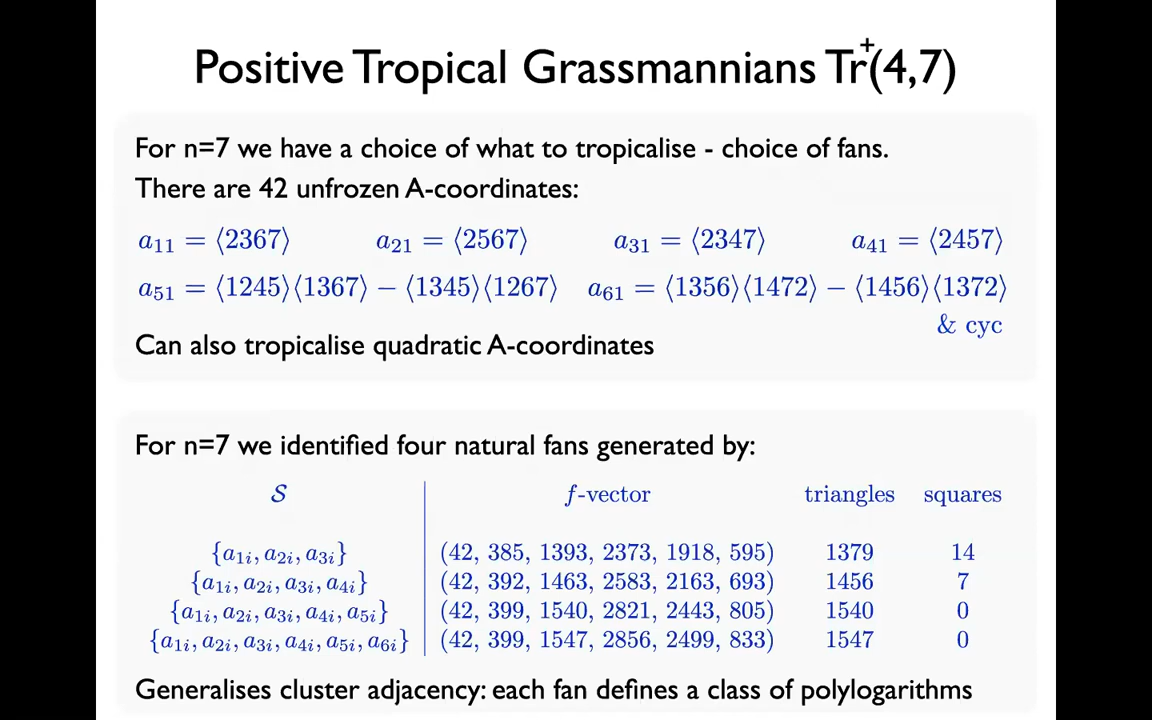 Positive Tropical Grassmannians Tr⁺(4,7)
For n=7 we have a choice of what to tropicalise - choice of fans.
There are 42 unfrozen A-coordinates:
a₁₁ = ⟨2367⟩ a₂₁ = ⟨2567⟩ a₃₁ = ⟨2347⟩ a₄₁ = ⟨2457⟩
a₅₁ = ⟨1245⟩⟨1367⟩ − ⟨1345⟩⟨1267⟩ a₆₁ = ⟨1356⟩⟨1472⟩ − ⟨1456⟩⟨1372⟩
& cyc
Can also tropicalise quadratic A-coordinates
For n=7 we identified four natural fans generated by:
𝒮 f-vector triangles squares
{a₁ᵢ, a₂ᵢ, a₃ᵢ} (42, 385, 1393, 2373, 1918, 595) 1379 14
{a₁ᵢ, a₂ᵢ, a₃ᵢ, a₄ᵢ} (42, 392, 1463, 2583, 2163, 693) 1456 7
{a₁ᵢ, a₂ᵢ, a₃ᵢ, a₄ᵢ, a₅ᵢ} (42, 399, 1540, 2821, 2443, 805) 1540 0
{a₁ᵢ, a₂ᵢ, a₃ᵢ, a₄ᵢ, a₅ᵢ, a₆ᵢ} (42, 399, 1547, 2856, 2499, 833) 1547 0
Generalises cluster adjacency: each fan defines a class of polylogarithms